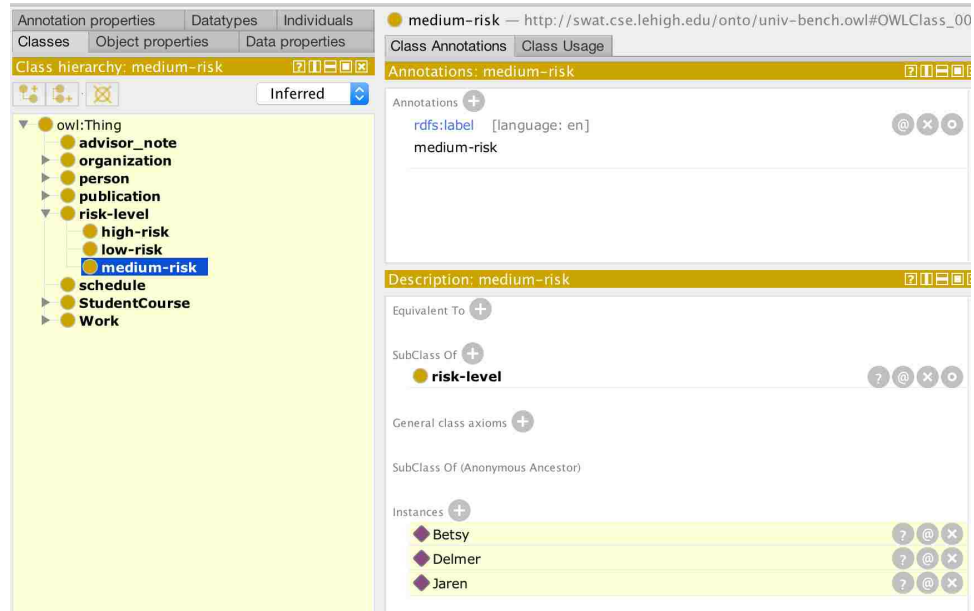 Annotation properties Datatypes Individuals
Classes Object properties Data properties
Class hierarchy: medium-risk
Inferred
owl:Thing
advisor_note
organization
person
publication
risk-level
high-risk
low-risk
medium-risk
schedule
StudentCourse
Work
medium-risk — http://swat.cse.lehigh.edu/onto/univ-bench.owl#OWLClass_00
Class Annotations Class Usage
Annotations: medium-risk
Annotations
rdfs:label [language: en]
medium-risk
Description: medium-risk
Equivalent To
SubClass Of
risk-level
General class axioms
SubClass Of (Anonymous Ancestor)
Instances
Betsy
Delmer
Jaren